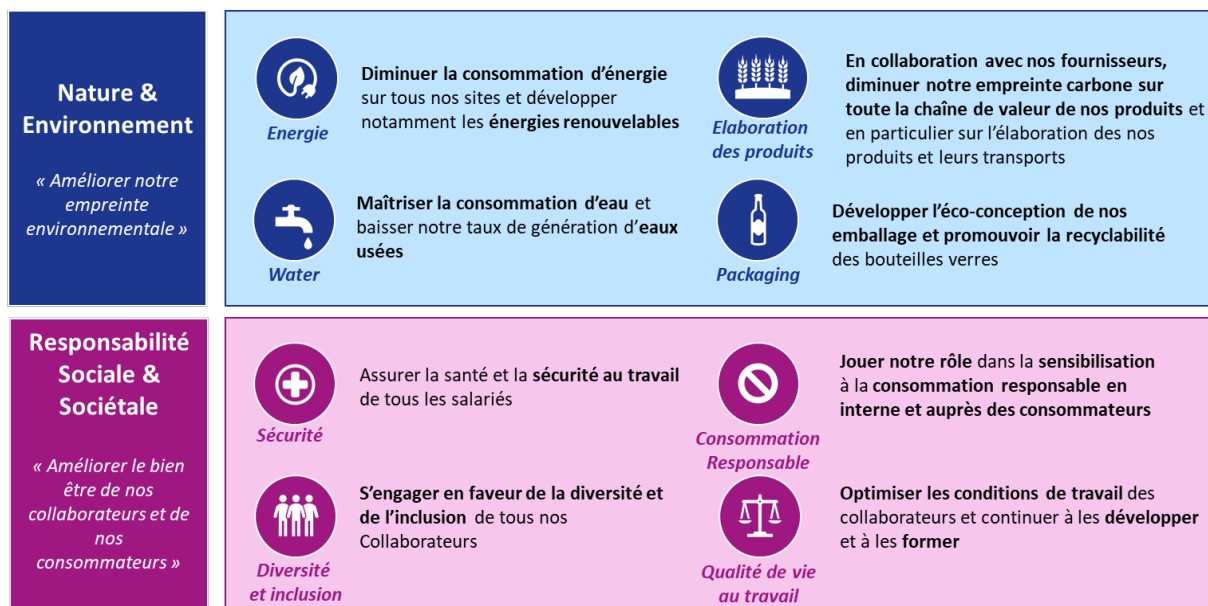 Nature &
Environnement
« Améliorer notre
empreinte
environnementale »
Energie
Diminuer la consommation d’énergie
sur tous nos sites et développer
notamment les énergies renouvelables
Elaboration
des produits
En collaboration avec nos fournisseurs,
diminuer notre empreinte carbone sur
toute la chaîne de valeur de nos produits et
en particulier sur l’élaboration des nos
produits et leurs transports
Water
Maîtriser la consommation d’eau et
baisser notre taux de génération d’eaux
usées
Packaging
Développer l’éco-conception de nos
emballage et promouvoir la recyclabilité
des bouteilles verres
Responsabilité
Sociale &
Sociétale
« Améliorer le bien
être de nos
collaborateurs et de
nos
consommateurs »
Sécurité
Assurer la santé et la sécurité au travail
de tous les salariés
Consommation
Responsable
Jouer notre rôle dans la sensibilisation
à la consommation responsable en
interne et auprès des consommateurs
Diversité
et inclusion
S’engager en faveur de la diversité et
de l’inclusion de tous nos
Collaborateurs
Qualité de vie
au travail
Optimiser les conditions de travail des
collaborateurs et continuer à les développer
et à les former